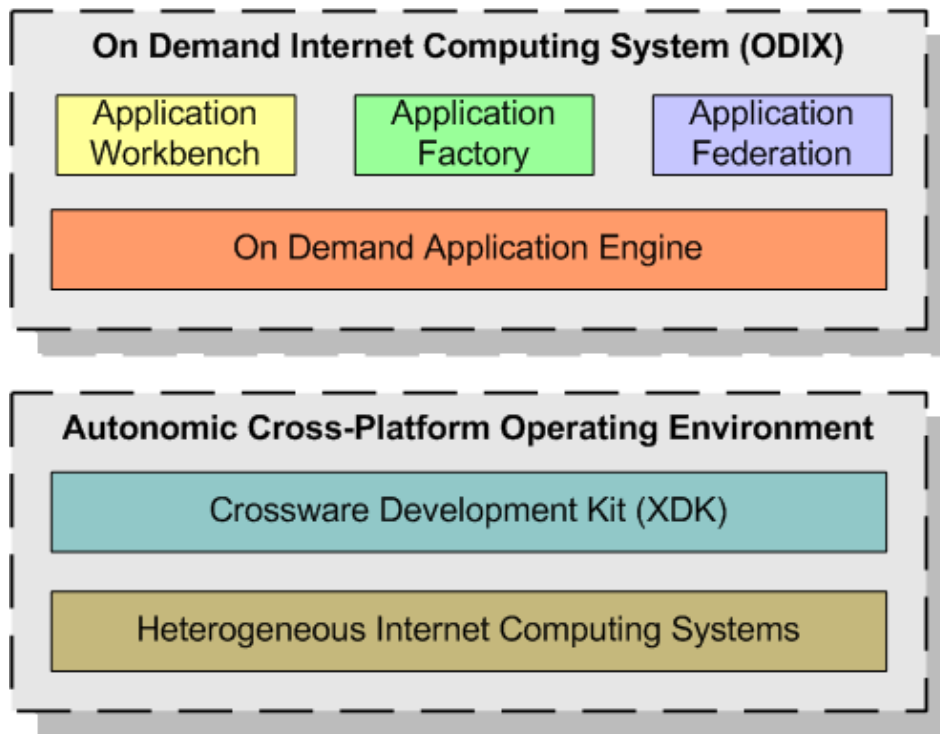 On Demand Internet Computing System (ODIX)
Application
Workbench
Application
Factory
Application
Federation
On Demand Application Engine
Autonomic Cross-Platform Operating Environment
Crossware Development Kit (XDK)
Heterogeneous Internet Computing Systems